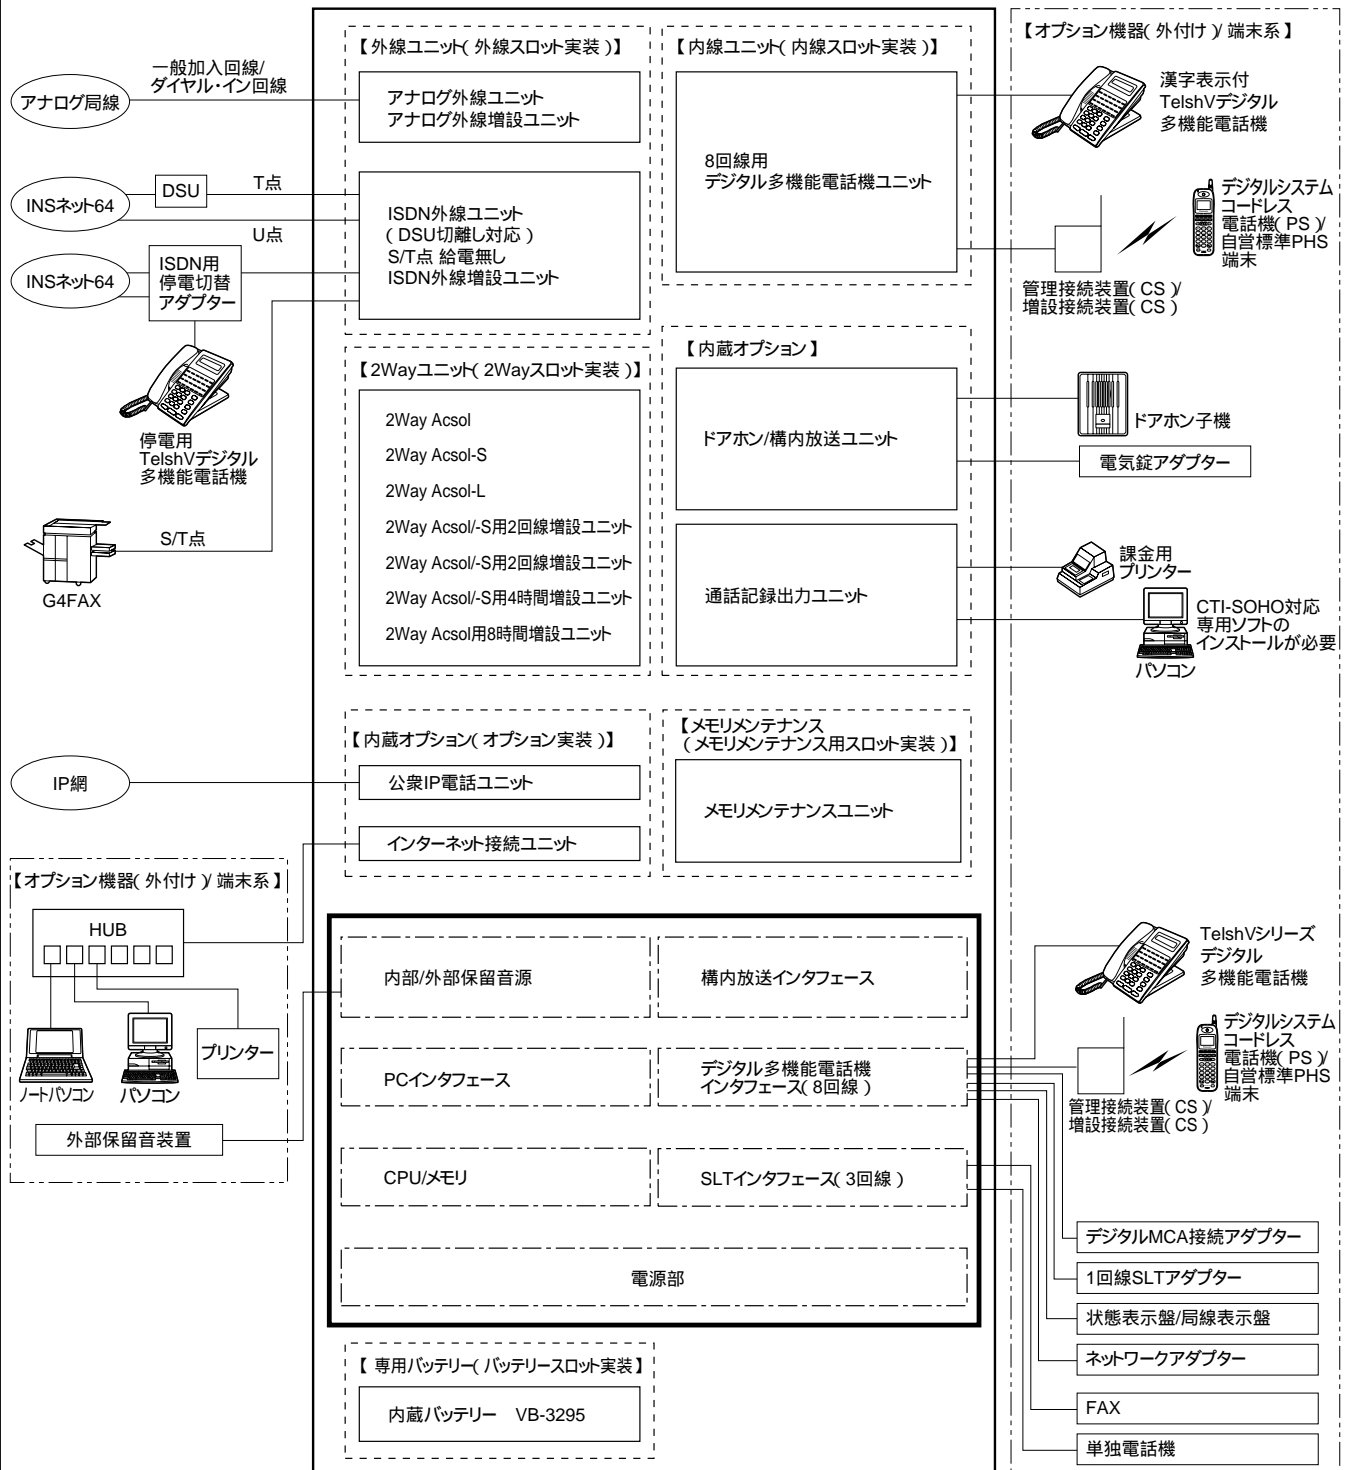 【外線ユニット(外線スロット実装)】
一般加入回線/
ダイヤル・イン回線
アナログ局線
アナログ外線ユニット
アナログ外線増設ユニット
INSネット64
DSU
T点
U点
ISDN外線ユニット
(DSU切離し対応)
S/T点 給電無し
ISDN外線増設ユニット
INSネット64
ISDN用
停電切替
アダプター
停電用
TelshVデジタル
多機能電話機
S/T点
G4FAX
【内線ユニット(内線スロット実装)】
8回線用
デジタル多機能電話機ユニット
【オプション機器(外付け)/端末系】
漢字表示付
TelshVデジタル
多機能電話機
デジタルシステム
コードレス
電話機(PS)/
自営標準PHS
端末
管理接続装置(CS)/
増設接続装置(CS)
【2Wayユニット(2Wayスロット実装)】
2Way Acsol
2Way Acsol-S
2Way Acsol-L
2Way Acsol/-S用2回線増設ユニット
2Way Acsol/-S用2回線増設ユニット
2Way Acsol/-S用4時間増設ユニット
2Way Acsol用8時間増設ユニット
【内蔵オプション】
ドアホン/構内放送ユニット
ドアホン子機
電気錠アダプター
通話記録出力ユニット
課金用
プリンター
CTI-SOHO対応
専用ソフトの
インストールが必要
パソコン
【内蔵オプション(オプション実装)】
IP網
公衆IP電話ユニット
インターネット接続ユニット
【メモリメンテナンス
(メモリメンテナンス用スロット実装)】
メモリメンテナンスユニット
【オプション機器(外付け)/端末系】
HUB
ノートパソコン
パソコン
プリンター
外部保留音装置
内部/外部保留音源
構内放送インタフェース
PCインタフェース
デジタル多機能電話機
インタフェース(8回線)
CPU/メモリ
SLTインタフェース(3回線)
電源部
TelshVシリーズ
デジタル
多機能電話機
デジタルシステム
コードレス
電話機(PS)/
自営標準PHS
端末
管理接続装置(CS)/
増設接続装置(CS)
デジタルMCA接続アダプター
1回線SLTアダプター
状態表示盤/局線表示盤
ネットワークアダプター
FAX
単独電話機
【専用バッテリー(バッテリースロット実装】
内蔵バッテリー VB-3295